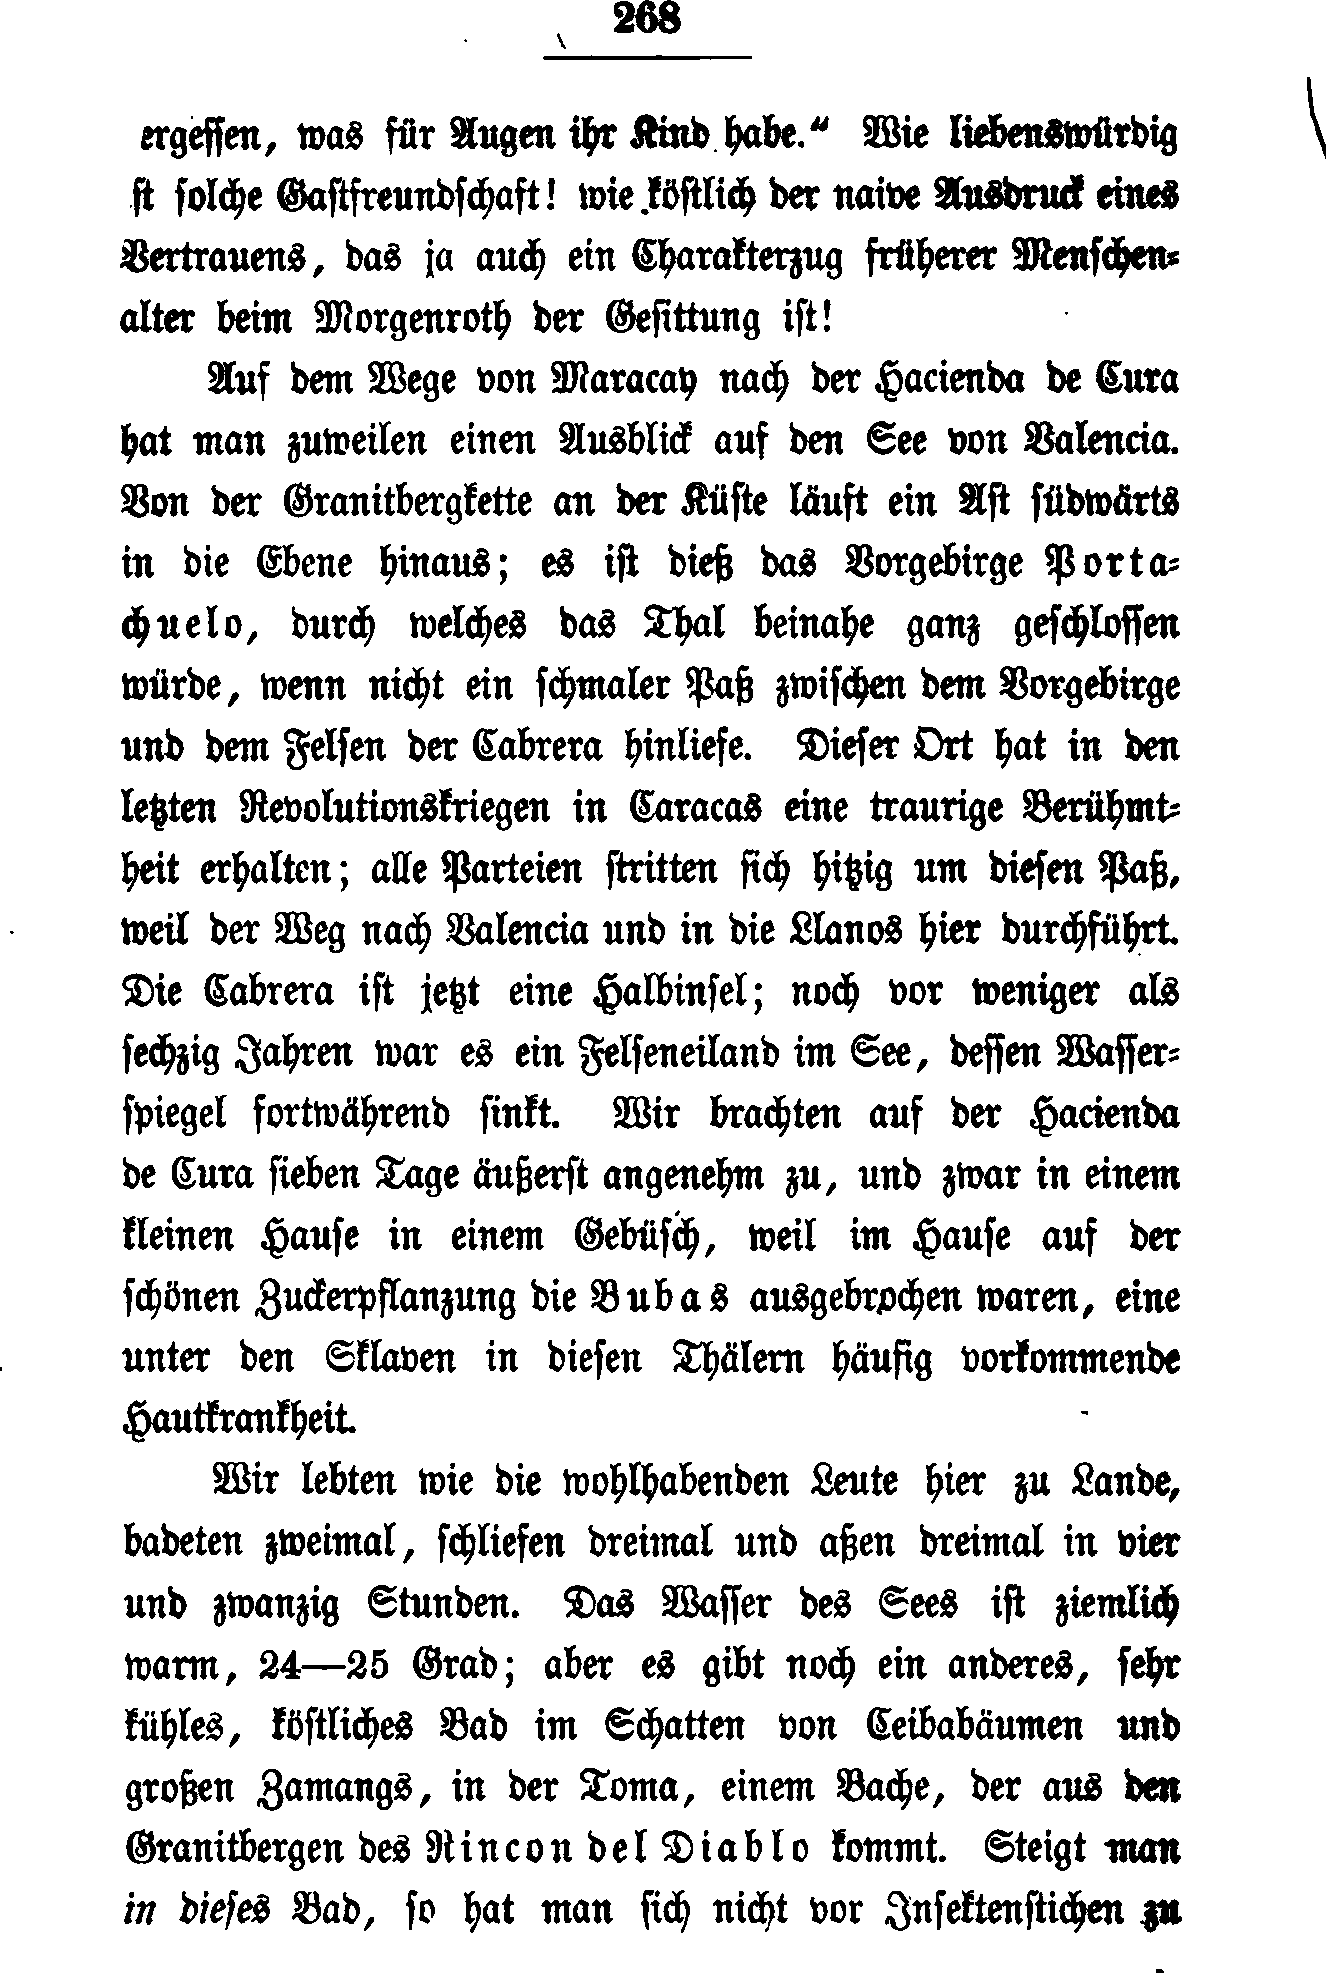 268
ergessen, was für Augen ihr Kind habe.“ Wie liebenswürdig
st solche Gastfreundschaft! wie köstlich der naive Ausdruck eines
Vertrauens, das ja auch ein Charakterzug früherer Menschen-
alter beim Morgenroth der Gesittung ist!
Auf dem Wege von Maracay nach der Hacienda de Cura
hat man zuweilen einen Ausblick auf den See von Valencia.
Von der Granitbergkette an der Küste läuft ein Ast südwärts
in die Ebene hinaus; es ist dieß das Vorgebirge Porta-
chuelo, durch welches das Thal beinahe ganz geschlossen
würde, wenn nicht ein schmaler Paß zwischen dem Vorgebirge
und dem Felsen der Cabrera hinliefe. Dieser Ort hat in den
letzten Revolutionskriegen in Caracas eine traurige Berühmt-
heit erhalten; alle Parteien stritten sich hitzig um diesen Paß,
weil der Weg nach Valencia und in die Llanos hier durchführt.
Die Cabrera ist jetzt eine Halbinsel; noch vor weniger als
sechzig Jahren war es ein Felseneiland im See, dessen Wasser-
spiegel fortwährend sinkt. Wir brachten auf der Hacienda
de Cura sieben Tage äußerst angenehm zu, und zwar in einem
kleinen Hause in einem Gebüsch, weil im Hause auf der
schönen Zuckerpflanzung die Bubas ausgebrochen waren, eine
unter den Sklaven in diesen Thälern häufig vorkommende
Hautkrankheit.
Wir lebten wie die wohlhabenden Leute hier zu Lande,
badeten zweimal, schliefen dreimal und aßen dreimal in vier
und zwanzig Stunden. Das Wasser des Sees ist ziemlich
warm, 24—25 Grad; aber es gibt noch ein anderes, sehr
kühles, köstliches Bad im Schatten von Ceibabäumen und
großen Zamangs, in der Toma, einem Bache, der aus den
Granitbergen des Rincon del Diablo kommt. Steigt man
in dieses Bad, so hat man sich nicht vor Insektenstichen zu